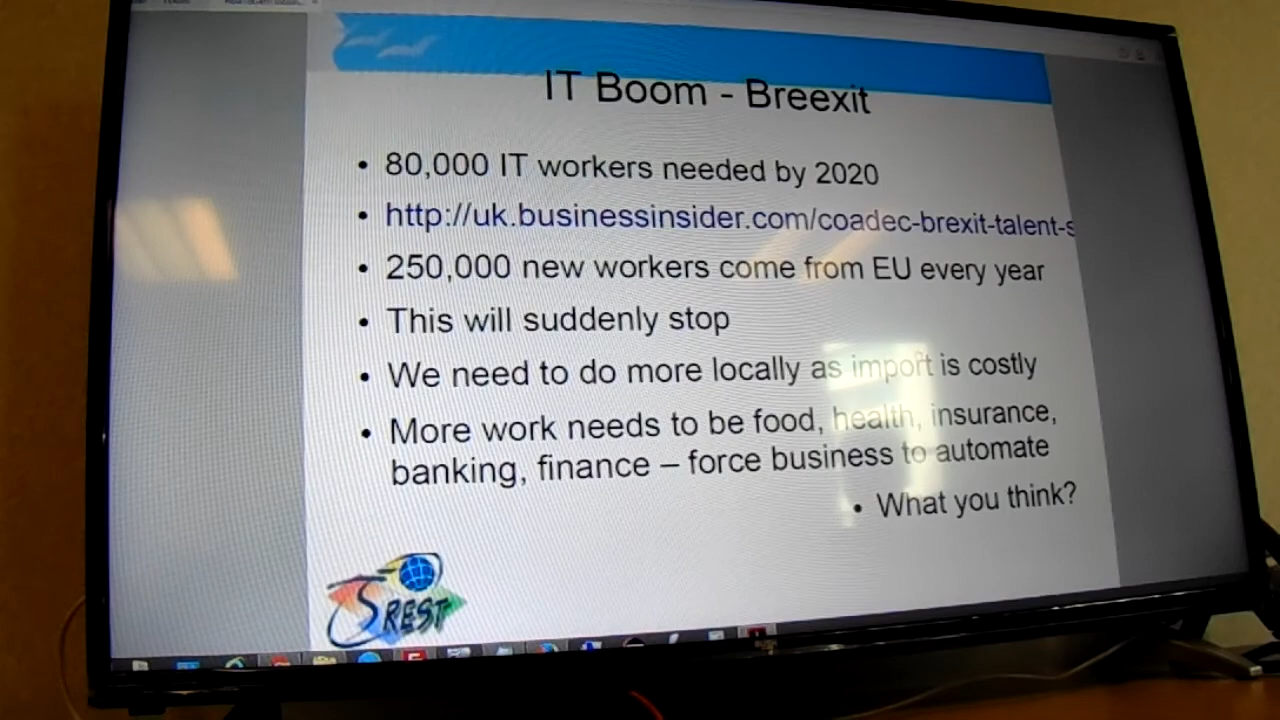 IT Boom - Breexit
• 80,000 IT workers needed by 2020
• http://uk.businessinsider.com/coadec-brexit-talent-s
• 250,000 new workers come from EU every year
• This will suddenly stop
• We need to do more locally as import is costly
• More work needs to be food, health, insurance,
banking, finance – force business to automate
• What you think?
SREST